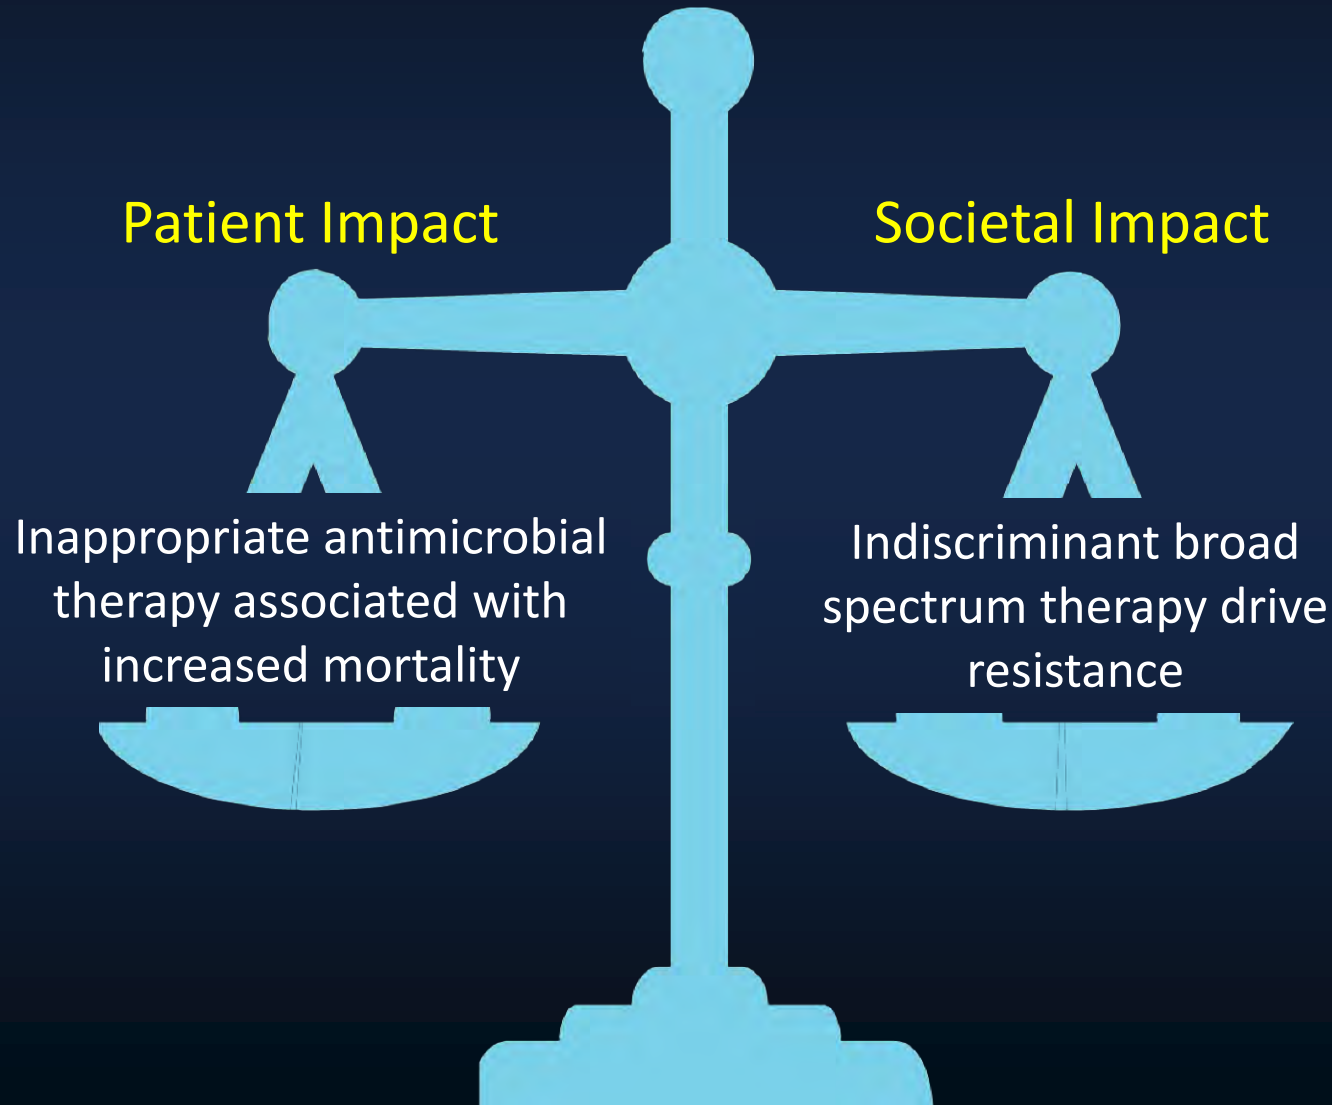 Patient Impact
Inappropriate antimicrobial
therapy associated with
increased mortality
Societal Impact
Indiscriminant broad
spectrum therapy drive
resistance